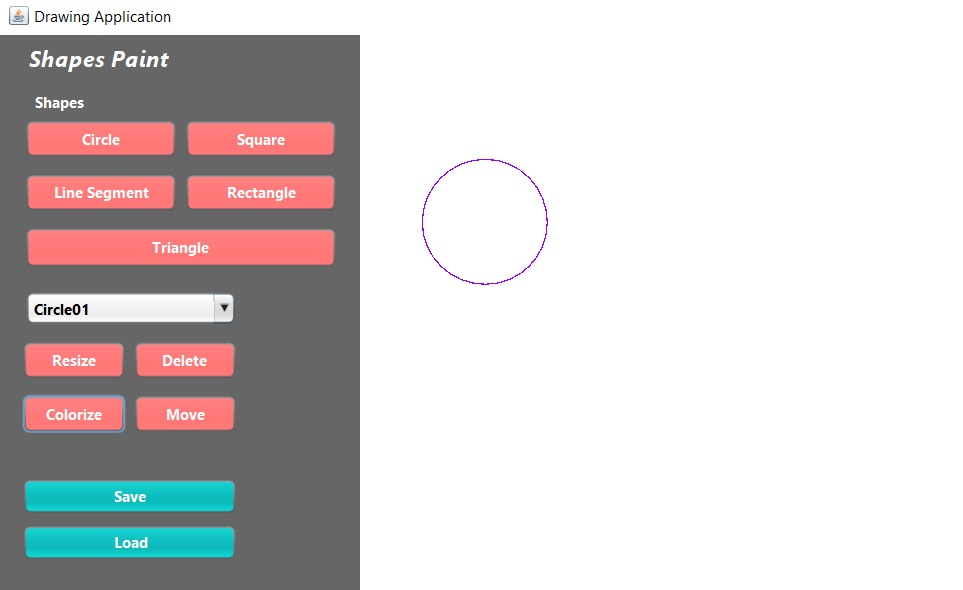 Drawing Application
Shapes Paint
Shapes
Circle Square
Line Segment Rectangle
Triangle
Circle01
Resize Delete
Colorize Move
Save
Load